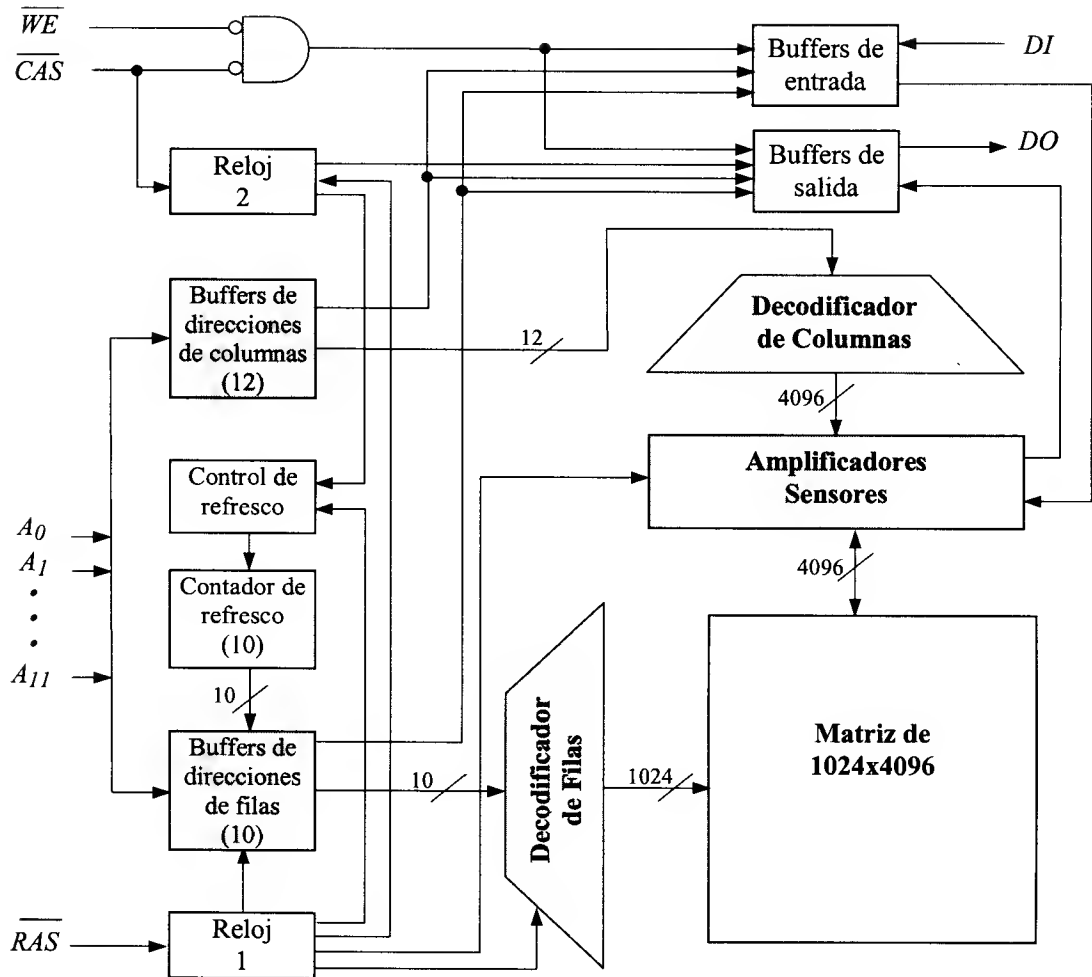 WE
CAS
Buffers de
entrada
DI
Reloj
2
Buffers de
salida
DO
Buffers de
direcciones
de columnas
(12)
12
Decodificador
de Columnas
4096
Amplificadores
Sensores
Control de
refresco
A0
A1
A11
Contador de
refresco
(10)
10
4096
Buffers de
direcciones
de filas
(10)
10
Decodificador
de Filas
1024
Matriz de
1024x4096
RAS
Reloj
1